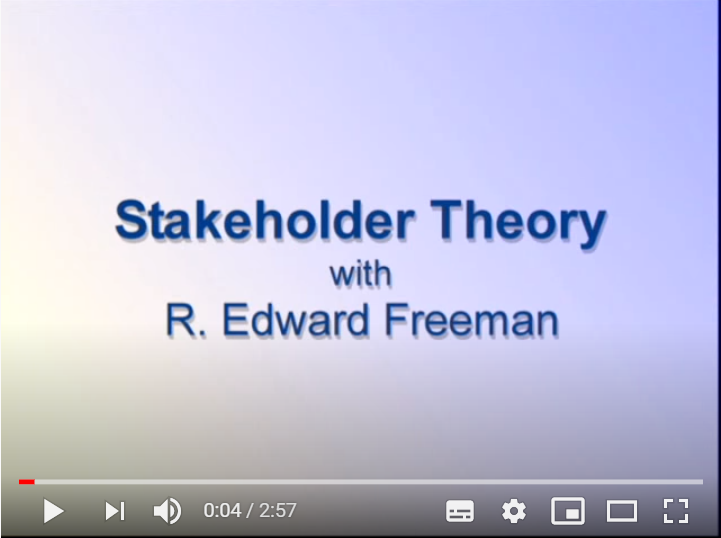 Stakeholder Theory
with
R. Edward Freeman
0:04 / 2:57